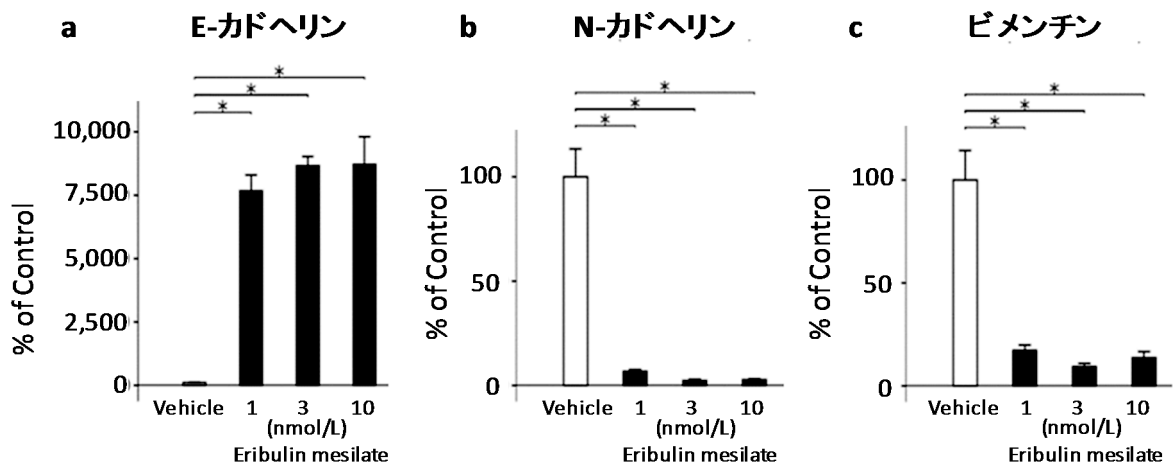 a E-カドヘリン
*
*
*
% of Control
10,000
7,500
5,000
2,500
0
Vehicle 1 3 10
(nmol/L)
Eribulin mesilate
b N-カドヘリン
*
*
*
% of Control
100
50
0
Vehicle 1 3 10
(nmol/L)
Eribulin mesilate
c ビメンチン
*
*
*
% of Control
100
50
0
Vehicle 1 3 10
(nmol/L)
Eribulin mesilate